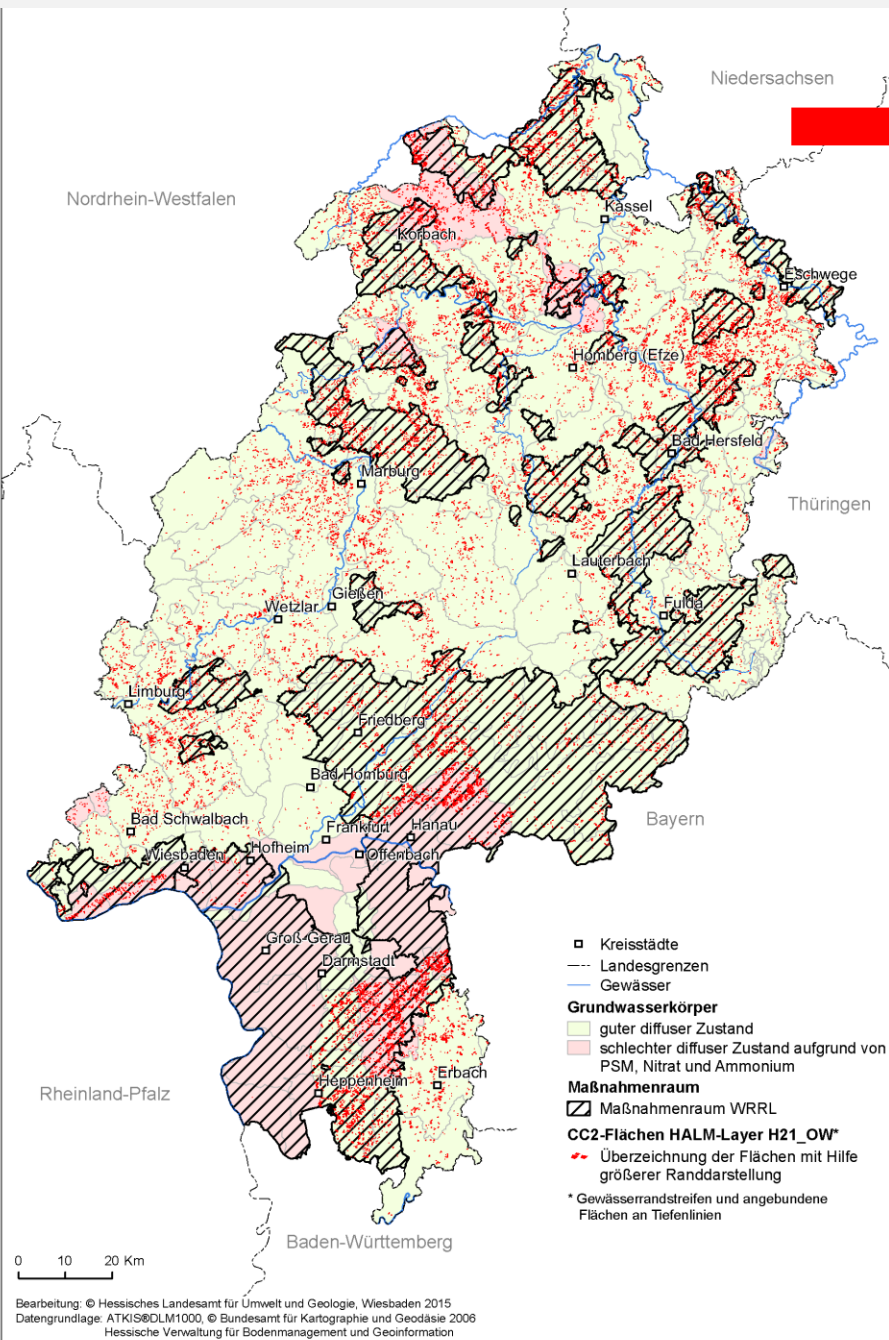 Niedersachsen
Nordrhein-Westfalen
Kassel
Korbach
Eschwege
Homberg (Efze)
Bad Hersfeld
Marburg
Thüringen
Lauterbach
Gießen
Wetzlar
Fulda
Limburg
Friedberg
Bad Homburg
Bad Schwalbach
Bayern
Frankfurt
Hanau
Hofheim
Wiesbaden
Offenbach
Groß-Gerau
Darmstadt
Kreisstädte
Landesgrenzen
Gewässer
Grundwasserkörper
guter diffuser Zustand
schlechter diffuser Zustand aufgrund von
PSM, Nitrat und Ammonium
Maßnahmenraum
Maßnahmenraum WRRL
CC2-Flächen HALM-Layer H21_OW*
Überzeichnung der Flächen mit Hilfe
größerer Randdarstellung
* Gewässerrandstreifen und angebundene
Flächen an Tiefenlinien
Erbach
Heppenheim
Rheinland-Pfalz
Baden-Württemberg
0 10 20 Km
Bearbeitung: © Hessisches Landesamt für Umwelt und Geologie, Wiesbaden 2015
Datengrundlage: ATKIS®DLM1000, © Bundesamt für Kartographie und Geodäsie 2006
Hessische Verwaltung für Bodenmanagement und Geoinformation